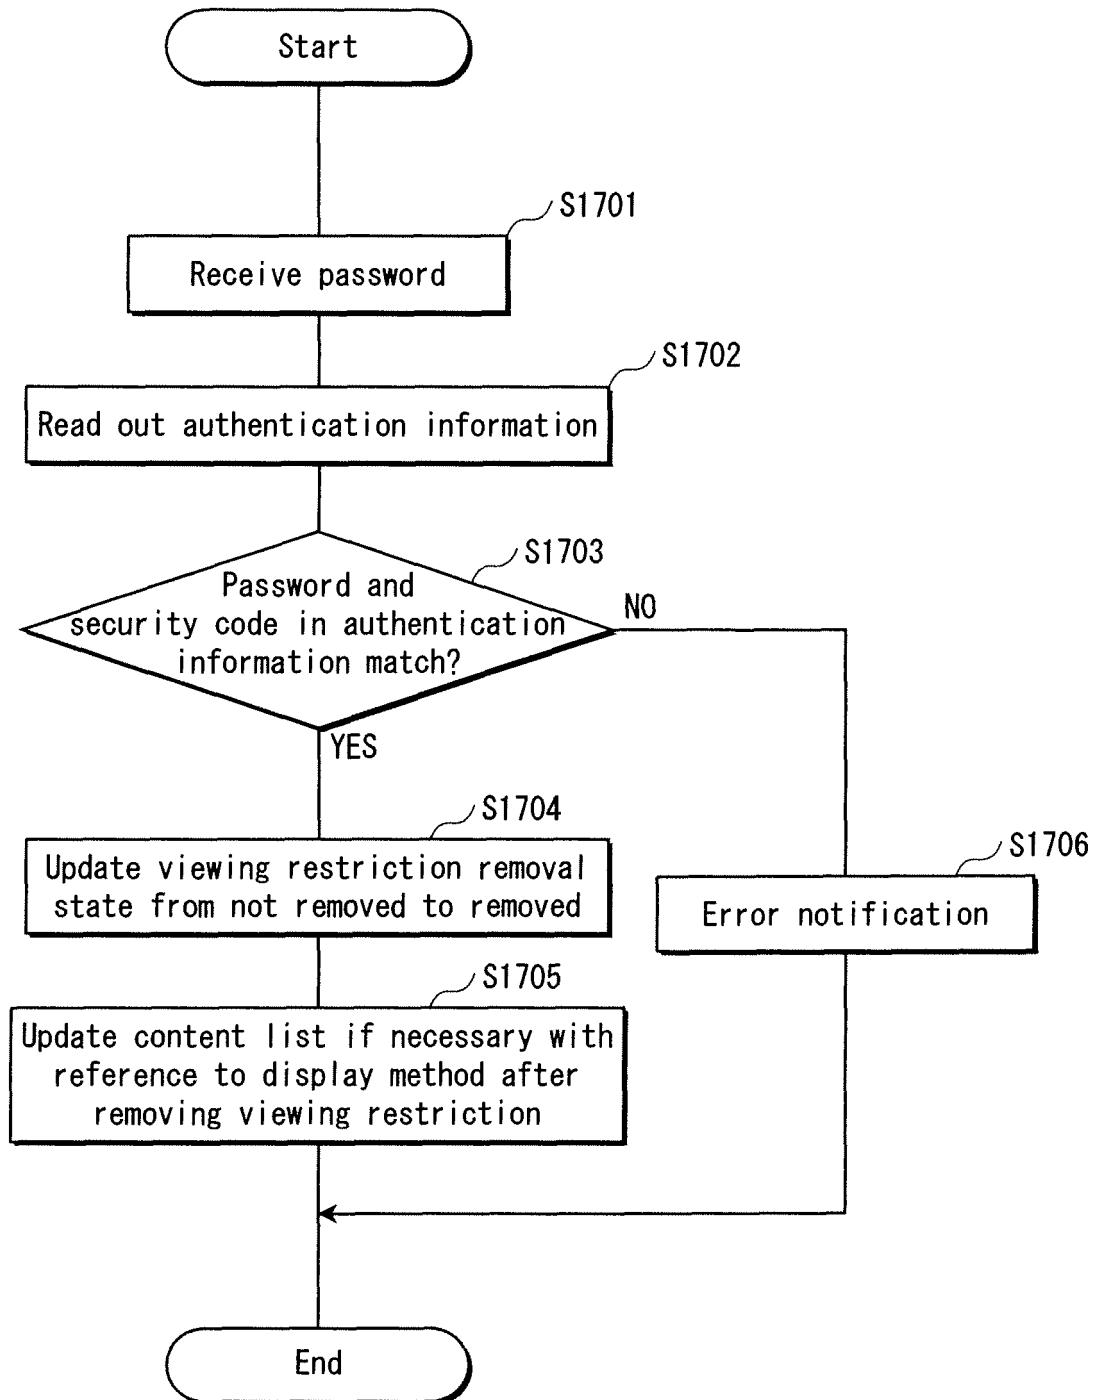 Start
S1701
Receive password
S1702
Read out authentication information
S1703
Password and
security code in authentication
information match?
NO
YES
S1704
Update viewing restriction removal
state from not removed to removed
S1706
Error notification
S1705
Update content list if necessary with
reference to display method after
removing viewing restriction
End